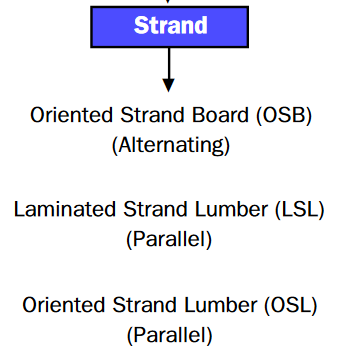 Strand
Oriented Strand Board (OSB)
(Alternating)
Laminated Strand Lumber (LSL)
(Parallel)
Oriented Strand Lumber (OSL)
(Parallel)